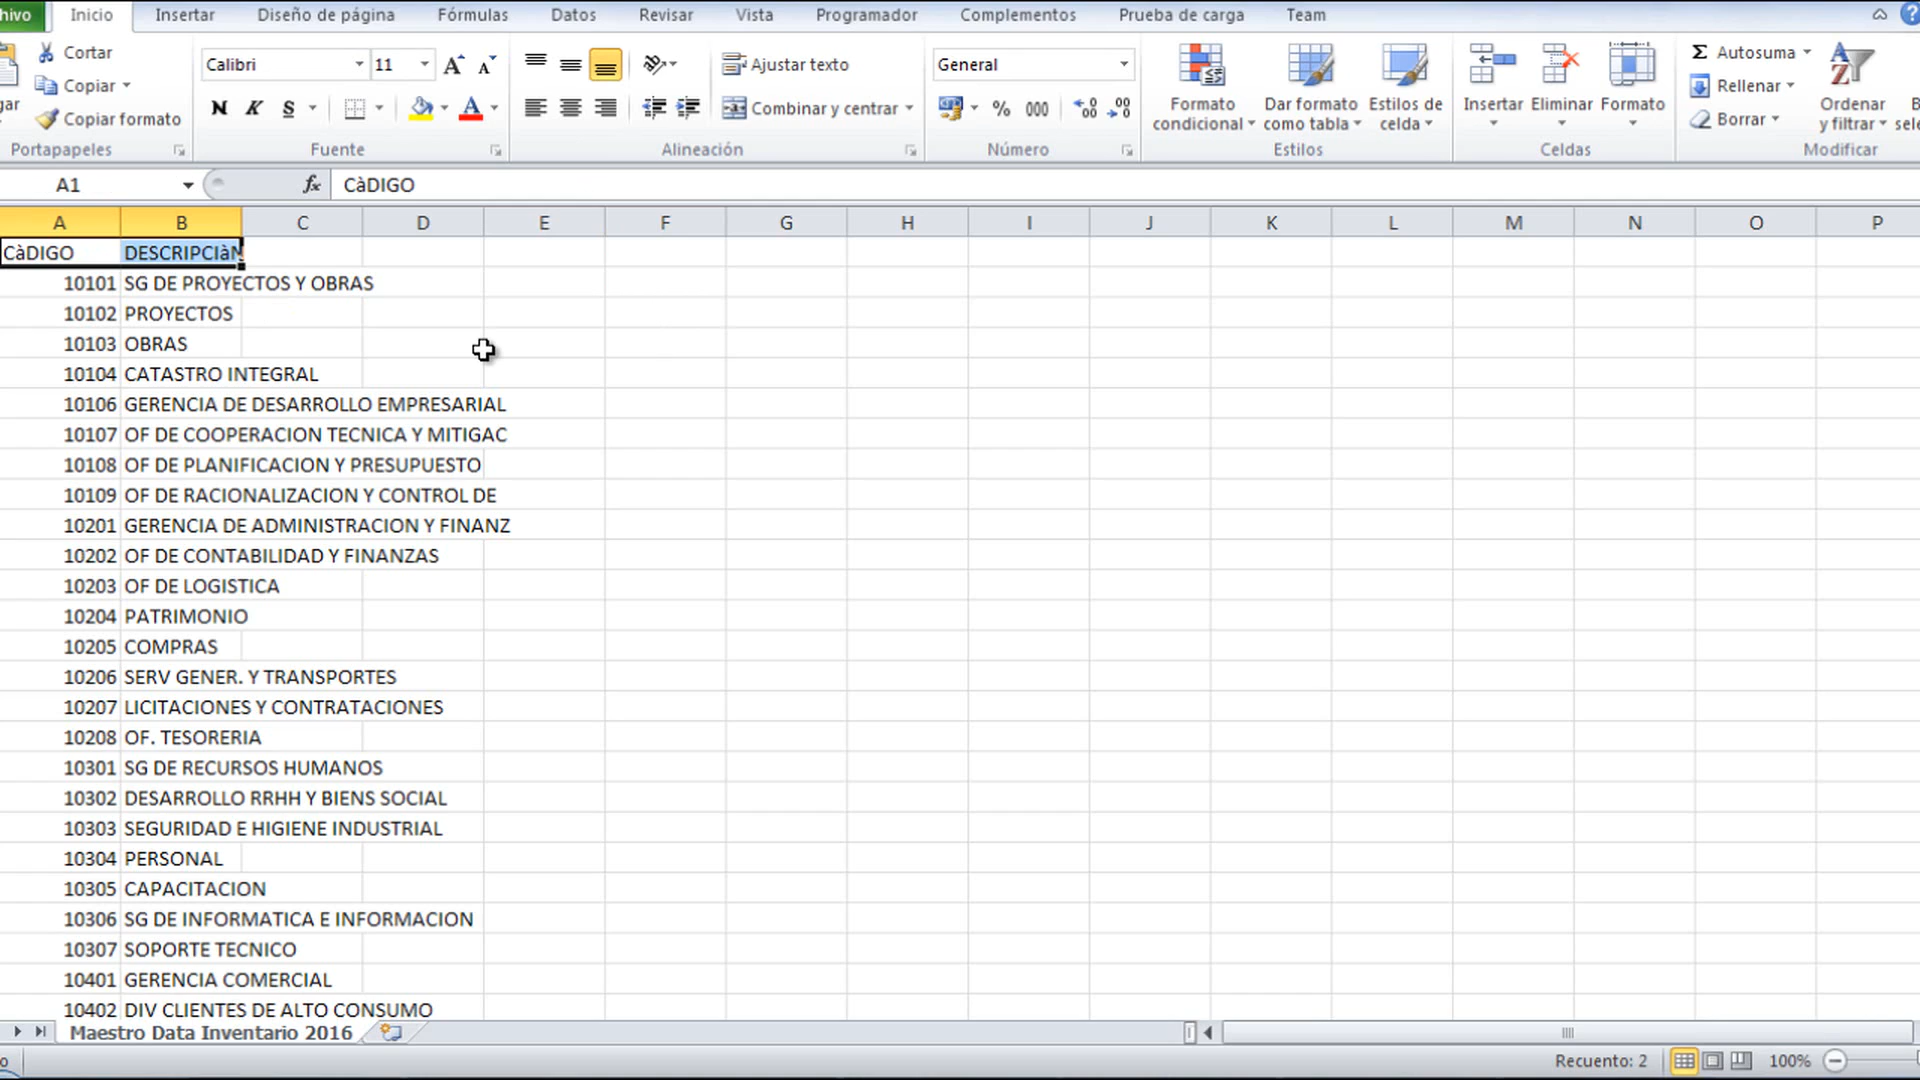 Inicio Insertar Diseño de página Fórmulas Datos Revisar Vista Programador Complementos Prueba de carga Team
Cortar
Copiar
Copiar formato
Portapapeles
Calibri 11
N K S
Fuente
Ajustar texto
Combinar y centrar
Alineación
General
% 000
Número
Formato condicional
Dar formato como tabla
Estilos de celda
Estilos
Insertar Eliminar Formato
Celdas
Σ Autosuma
Rellenar
Borrar
Ordenar y filtrar
Modificar
A1 fx CàDIGO
A B C D E F G H I J K L M N O P
CàDIGO DESCRIPCIàN
10101 SG DE PROYECTOS Y OBRAS
10102 PROYECTOS
10103 OBRAS
10104 CATASTRO INTEGRAL
10106 GERENCIA DE DESARROLLO EMPRESARIAL
10107 OF DE COOPERACION TECNICA Y MITIGAC
10108 OF DE PLANIFICACION Y PRESUPUESTO
10109 OF DE RACIONALIZACION Y CONTROL DE
10201 GERENCIA DE ADMINISTRACION Y FINANZ
10202 OF DE CONTABILIDAD Y FINANZAS
10203 OF DE LOGISTICA
10204 PATRIMONIO
10205 COMPRAS
10206 SERV GENER. Y TRANSPORTES
10207 LICITACIONES Y CONTRATACIONES
10208 OF. TESORERIA
10301 SG DE RECURSOS HUMANOS
10302 DESARROLLO RRHH Y BIENS SOCIAL
10303 SEGURIDAD E HIGIENE INDUSTRIAL
10304 PERSONAL
10305 CAPACITACION
10306 SG DE INFORMATICA E INFORMACION
10307 SOPORTE TECNICO
10401 GERENCIA COMERCIAL
10402 DIV CLIENTES DE ALTO CONSUMO
Maestro Data Inventario 2016
Recuento: 2 100%